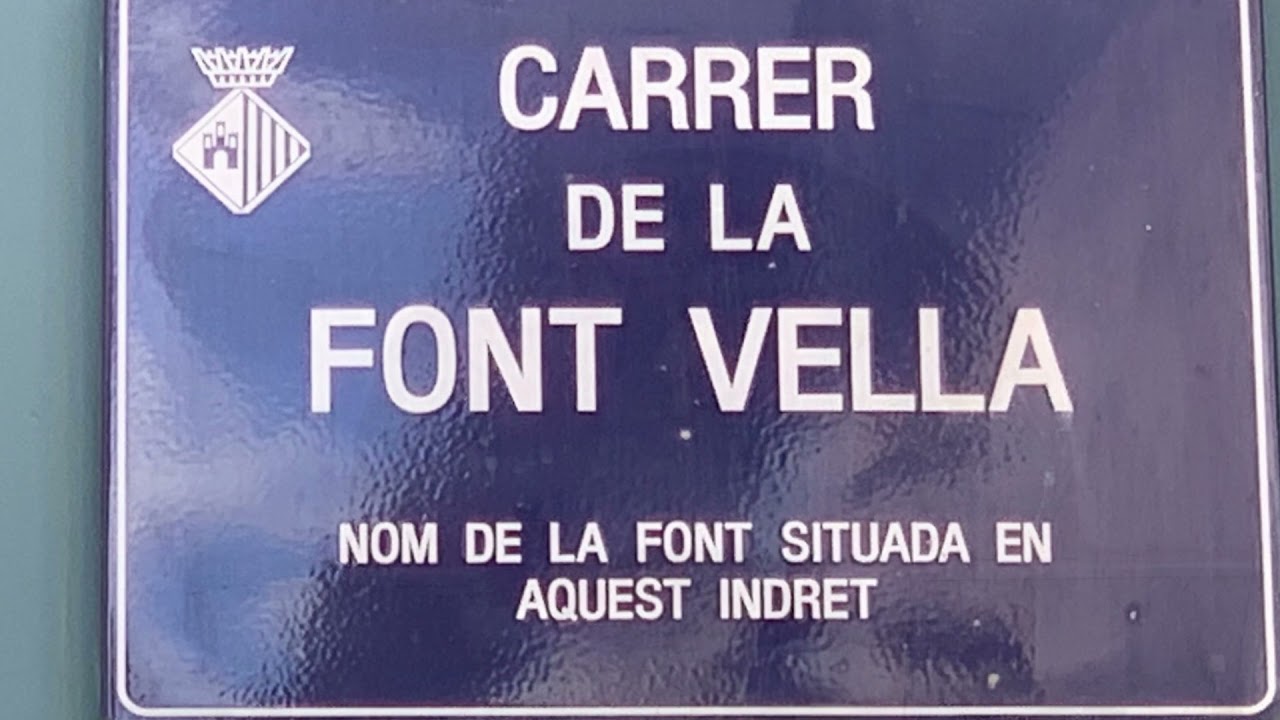 CARRER
DE LA
FONT VELLA
NOM DE LA FONT SITUADA EN
AQUEST INDRET